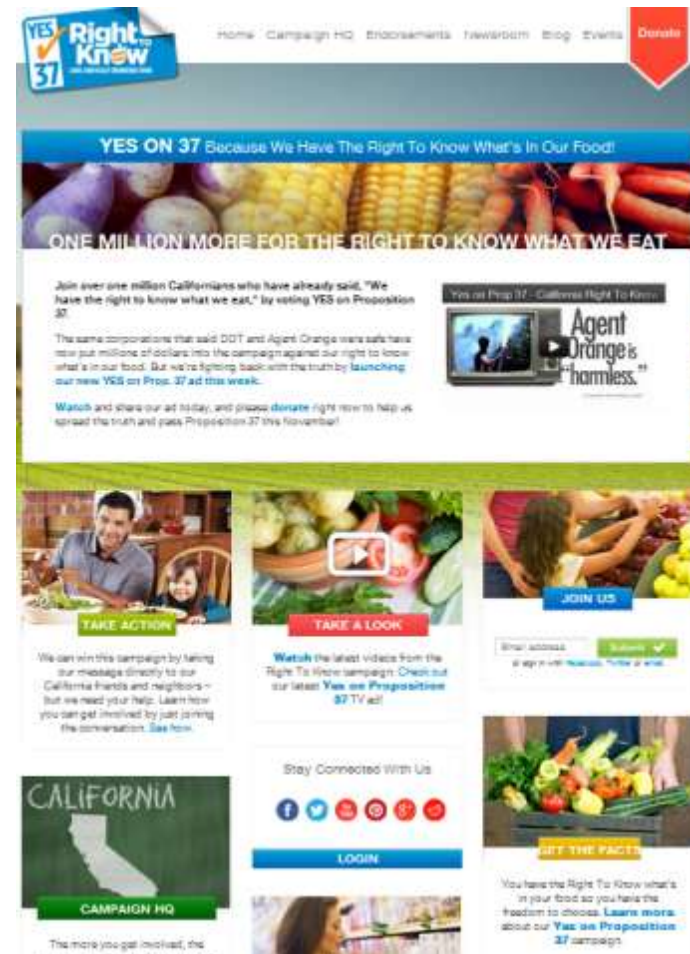 YES
37
Right TO
Know
Home Campaign HQ Endorsements Newsroom Blog Events Donate
YES ON 37 Because We Have The Right To Know What's In Our Food!
ONE MILLION MORE FOR THE RIGHT TO KNOW WHAT WE EAT
Join over one million Californians who have already said, "We
have the right to know what we eat," by voting YES on Proposition
37.
The same corporations that said DDT and Agent Orange were safe have
now put millions of dollars into the campaign against our right to know
what's in our food. But we're fighting back with the truth by launching
our new YES on Prop. 37 ad this week.
Watch and share our ad today, and please donate right now to help us
spread the truth and pass Proposition 37 this November!
Yes on Prop 37 - California Right To Know
Agent
Orange is
"harmless."
TAKE ACTION
We can win this campaign by taking
our message directly to our
California friends and neighbors –
but we need your help. Learn how
you can get involved by just joining
the conversation. See how.
TAKE A LOOK
Watch the latest videos from the
Right To Know campaign. Check out
our latest Yes on Proposition
37 TV ad!
JOIN US
Email address Submit
or sign in with Facebook, Twitter or email.
Stay Connected With Us
LOGIN
CALIFORNIA
CAMPAIGN HQ
The more you get involved, the
GET THE FACTS
You have the Right To Know what's
in your food so you have the
freedom to choose. Learn more
about our Yes on Proposition
37 campaign.